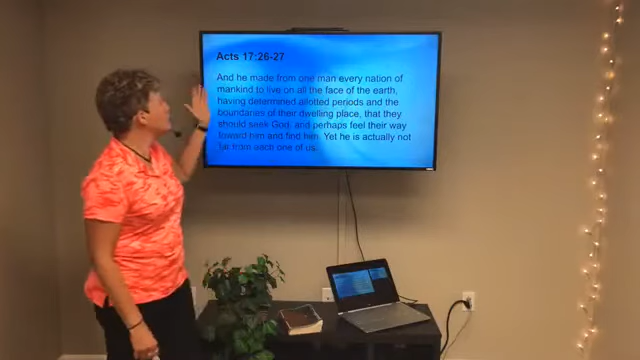 Acts 17:26-27
And he made from one man every nation of
mankind to live on all the face of the earth,
having determined allotted periods and the
boundaries of their dwelling place, that they
should seek God, and perhaps feel their way
toward him and find him. Yet he is actually not
far from each one of us